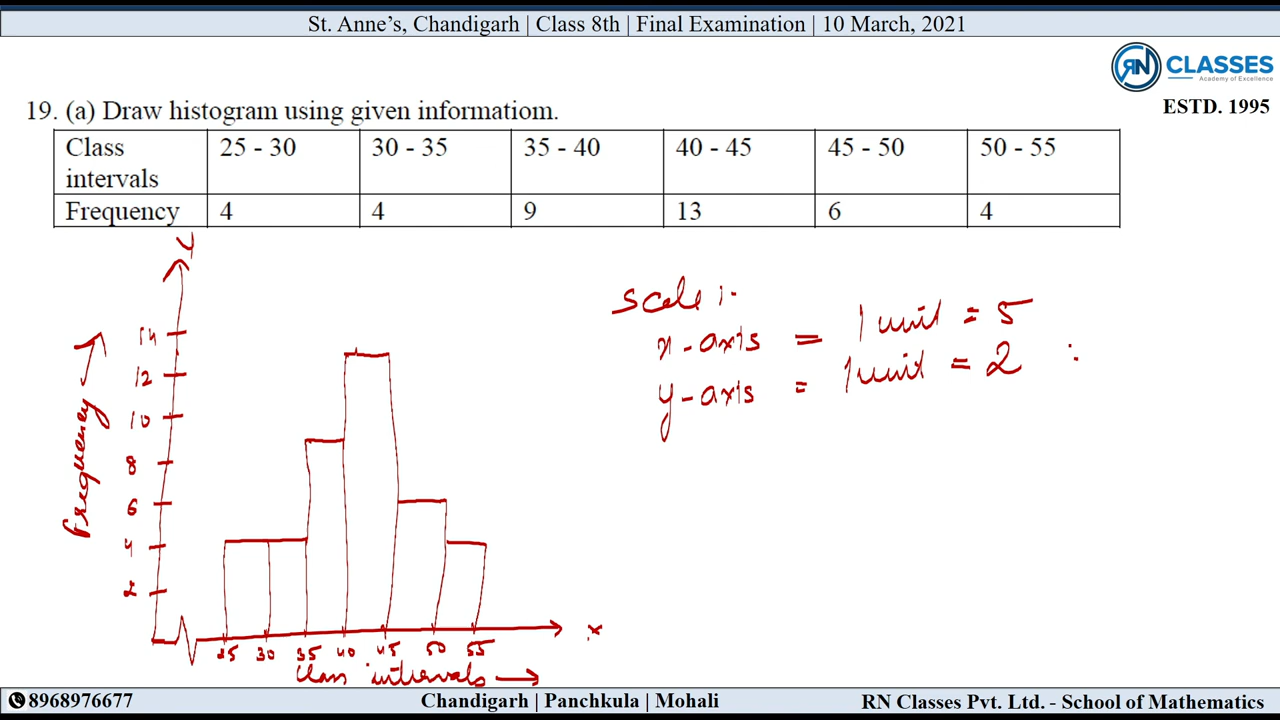 St. Anne's, Chandigarh | Class 8th | Final Examination | 10 March, 2021
RN CLASSES
Academy of Excellence
ESTD. 1995
19. (a) Draw histogram using given informatiom.
Class intervals 25 - 30 30 - 35 35 - 40 40 - 45 45 - 50 50 - 55
Frequency 4 4 9 13 6 4
Y
Scale :-
x-axis = 1 unit = 5
y-axis = 1 unit = 2
Frequency
14
12
10
8
6
4
2
25 30 35 40 45 50 55
x
Class intervals
8968976677
Chandigarh | Panchkula | Mohali
RN Classes Pvt. Ltd. - School of Mathematics